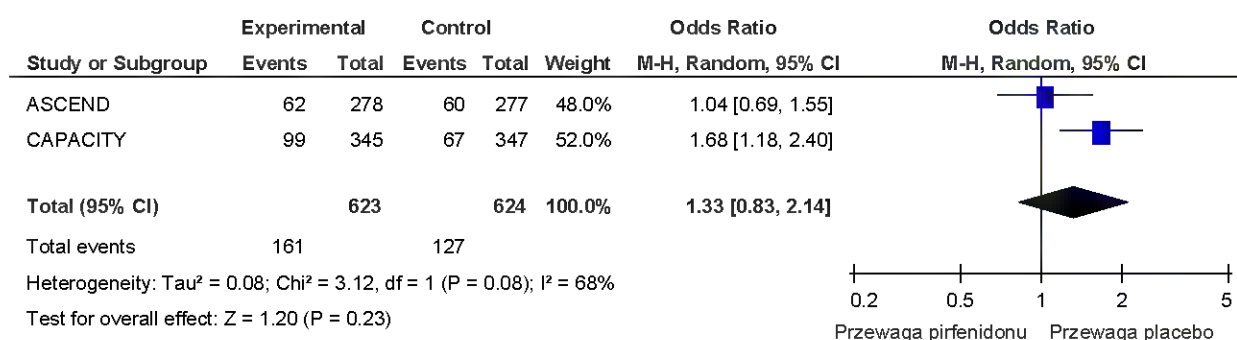 Experimental Control Odds Ratio Odds Ratio
Study or Subgroup Events Total Events Total Weight M-H, Random, 95% CI M-H, Random, 95% CI
ASCEND 62 278 60 277 48.0% 1.04 [0.69, 1.55]
CAPACITY 99 345 67 347 52.0% 1.68 [1.18, 2.40]
Total (95% CI) 623 624 100.0% 1.33 [0.83, 2.14]
Total events 161 127
Heterogeneity: Tau² = 0.08; Chi² = 3.12, df = 1 (P = 0.08); I² = 68%
Test for overall effect: Z = 1.20 (P = 0.23)
0.2 0.5 1 2 5
Przewaga pirfenidonu Przewaga placebo